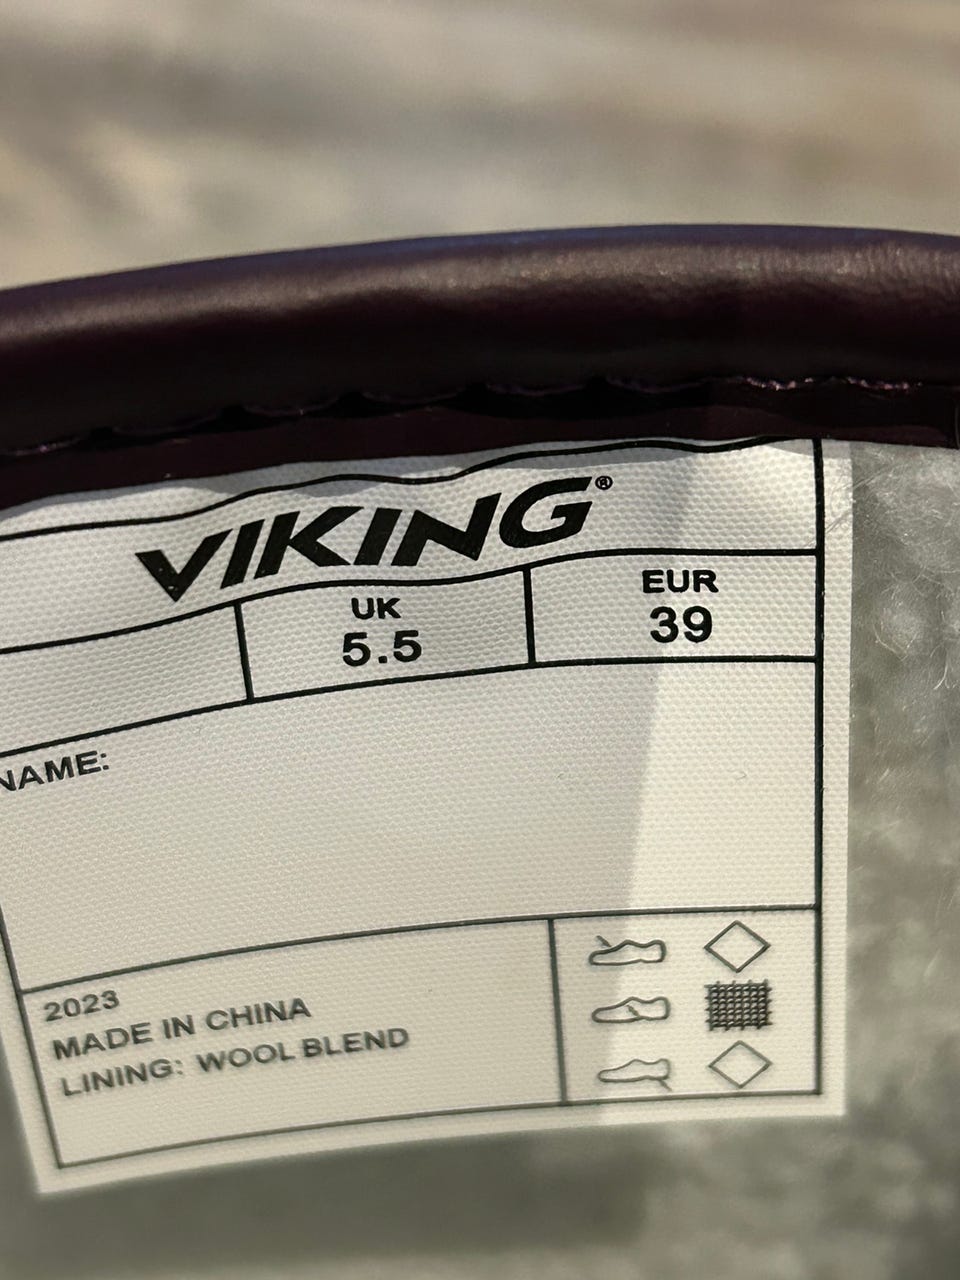 VIKING®
UK
5.5
EUR
39
NAME:
2023
MADE IN CHINA
LINING: WOOL BLEND